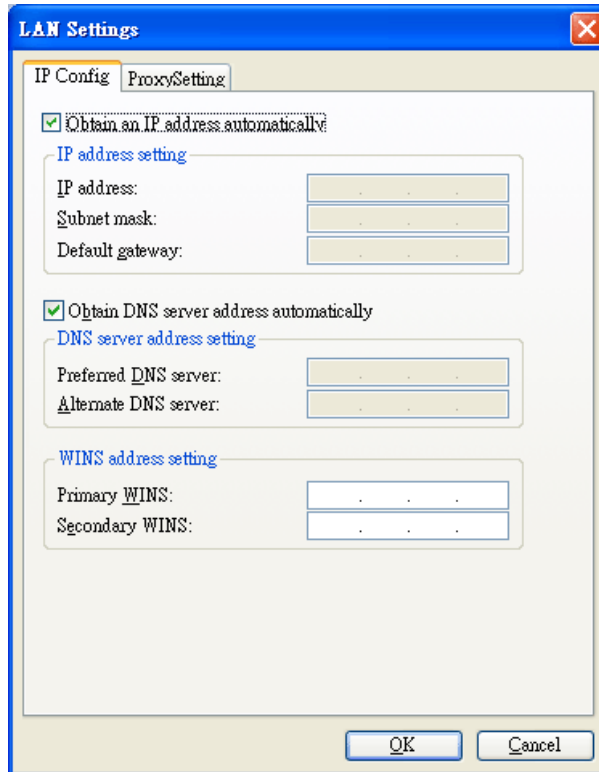 LAN Settings
IP Config
ProxySetting
Obtain an IP address automatically
IP address setting
IP address:
Subnet mask:
Default gateway:
Obtain DNS server address automatically
DNS server address setting
Preferred DNS server:
Alternate DNS server:
WINS address setting
Primary WINS:
Secondary WINS:
OK
Cancel